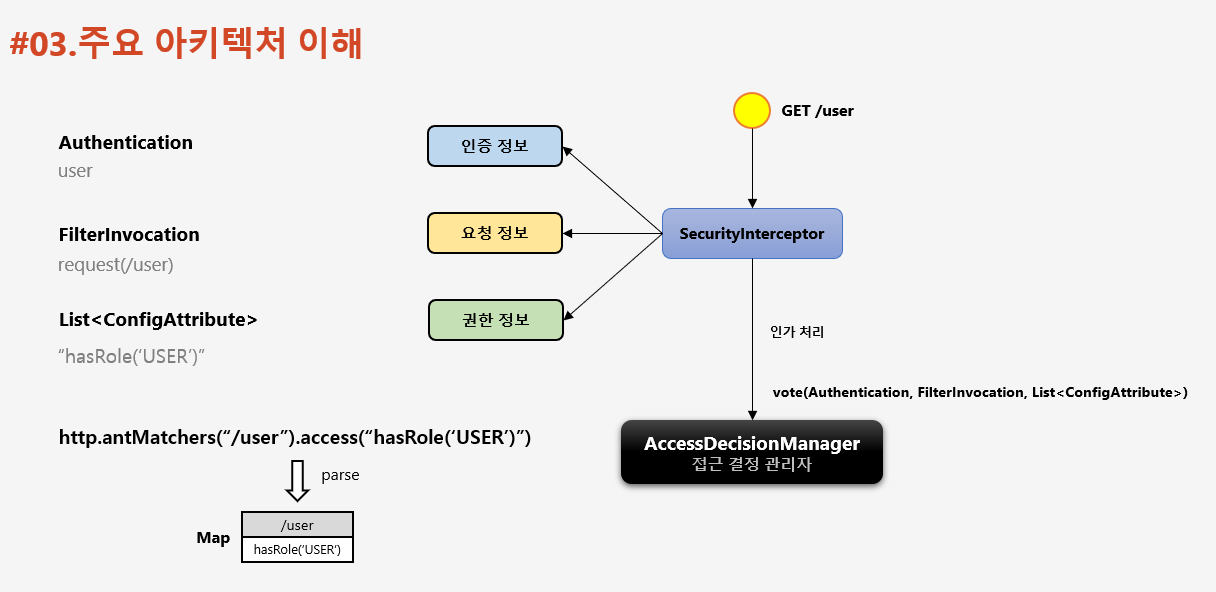 #03.주요 아키텍처 이해
GET /user
Authentication
user
인증 정보
FilterInvocation
request(/user)
요청 정보
SecurityInterceptor
List<ConfigAttribute>
“hasRole(‘USER’)”
권한 정보
인가 처리
vote(Authentication, FilterInvocation, List<ConfigAttribute>)
AccessDecisionManager
접근 결정 관리자
http.antMatchers(“/user”).access(“hasRole(‘USER’)”)
parse
Map
/user
hasRole(‘USER’)